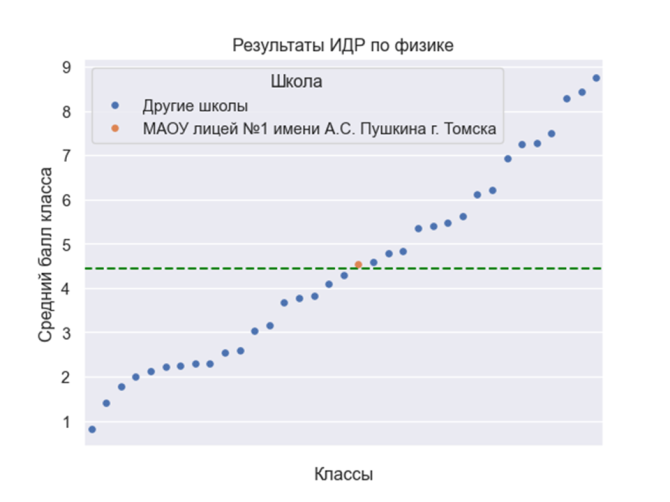 Результаты ИДР по физике
Школа
Другие школы
МАОУ лицей №1 имени А.С. Пушкина г. Томска
Средний балл класса
9
8
7
6
5
4
3
2
1
Классы